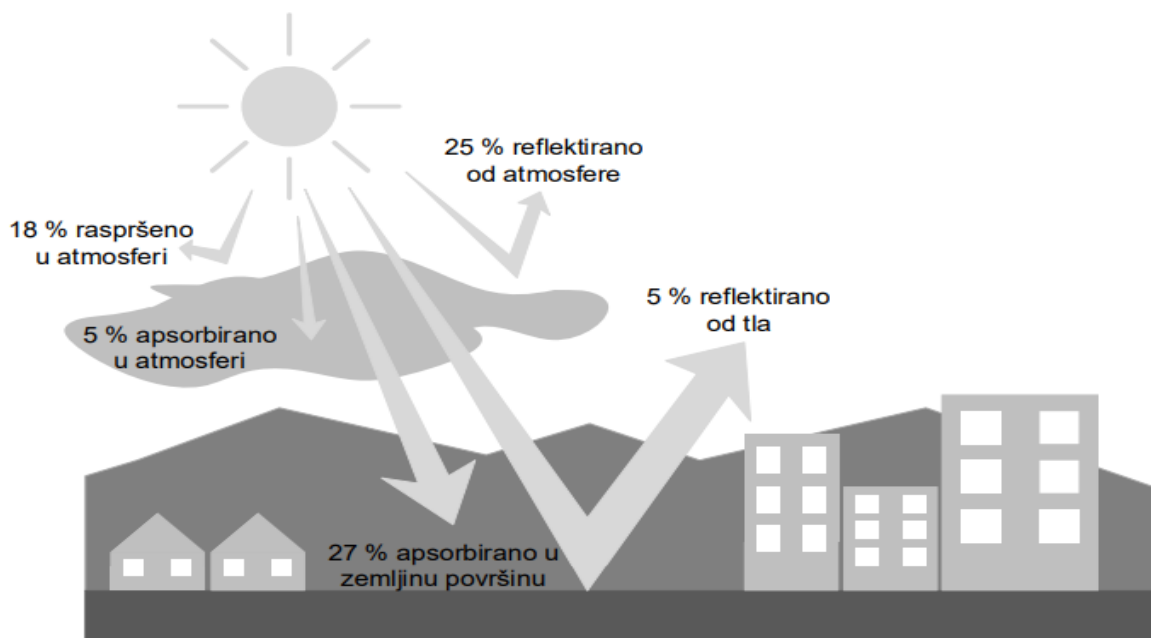 25 % reflektirano
od atmosfere
18 % raspršeno
u atmosferi
5 % reflektirano
od tla
5 % apsorbirano
u atmosferi
27 % apsorbirano u
zemljinu površinu